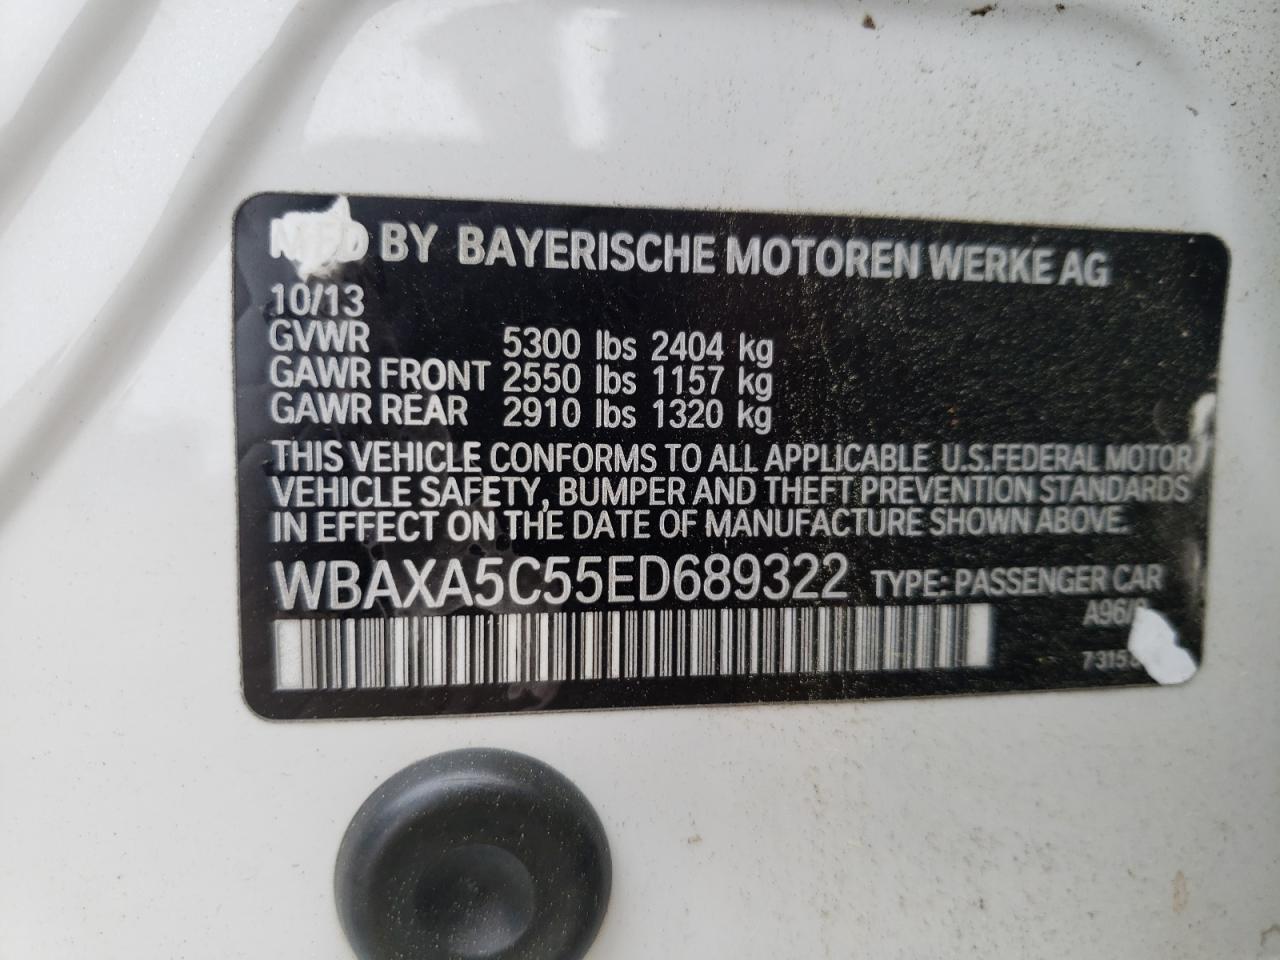 MFD BY BAYERISCHE MOTOREN WERKE AG
10/13
GVWR 5300 lbs 2404 kg
GAWR FRONT 2550 lbs 1157 kg
GAWR REAR 2910 lbs 1320 kg
THIS VEHICLE CONFORMS TO ALL APPLICABLE U.S.FEDERAL MOTOR
VEHICLE SAFETY, BUMPER AND THEFT PREVENTION STANDARDS
IN EFFECT ON THE DATE OF MANUFACTURE SHOWN ABOVE.
WBAXA5C55ED689322 TYPE: PASSENGER CAR